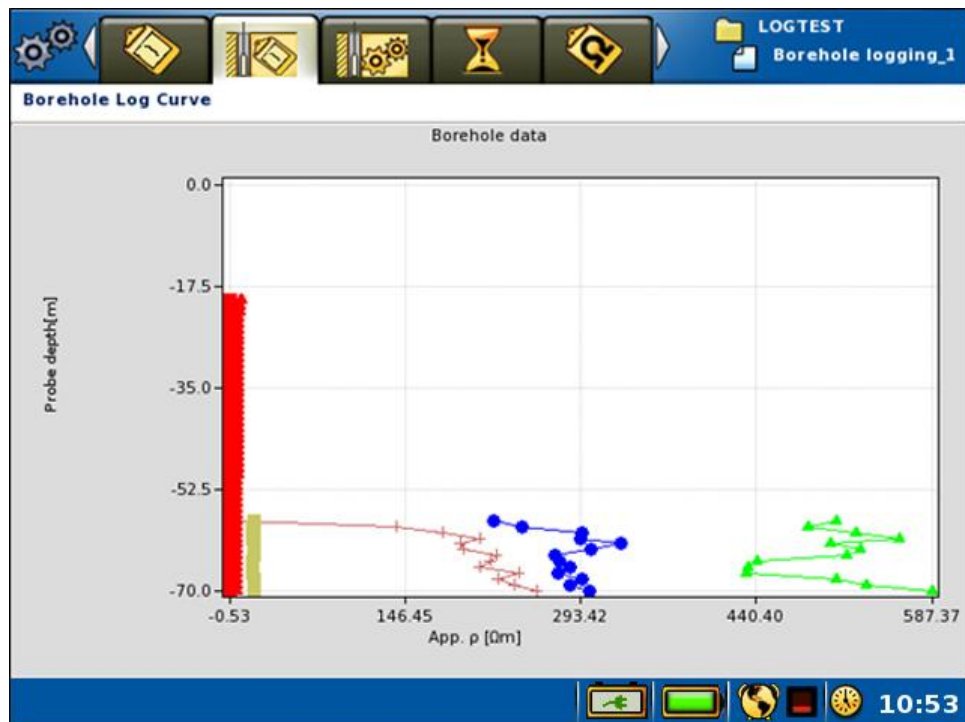 LOGTEST
Borehole logging_1
Borehole Log Curve
Borehole data
0.0
-17.5
-35.0
-52.5
-70.0
Probe depth[m]
-0.53 146.45 293.42 440.40 587.37
App. ρ [Ωm]
10:53